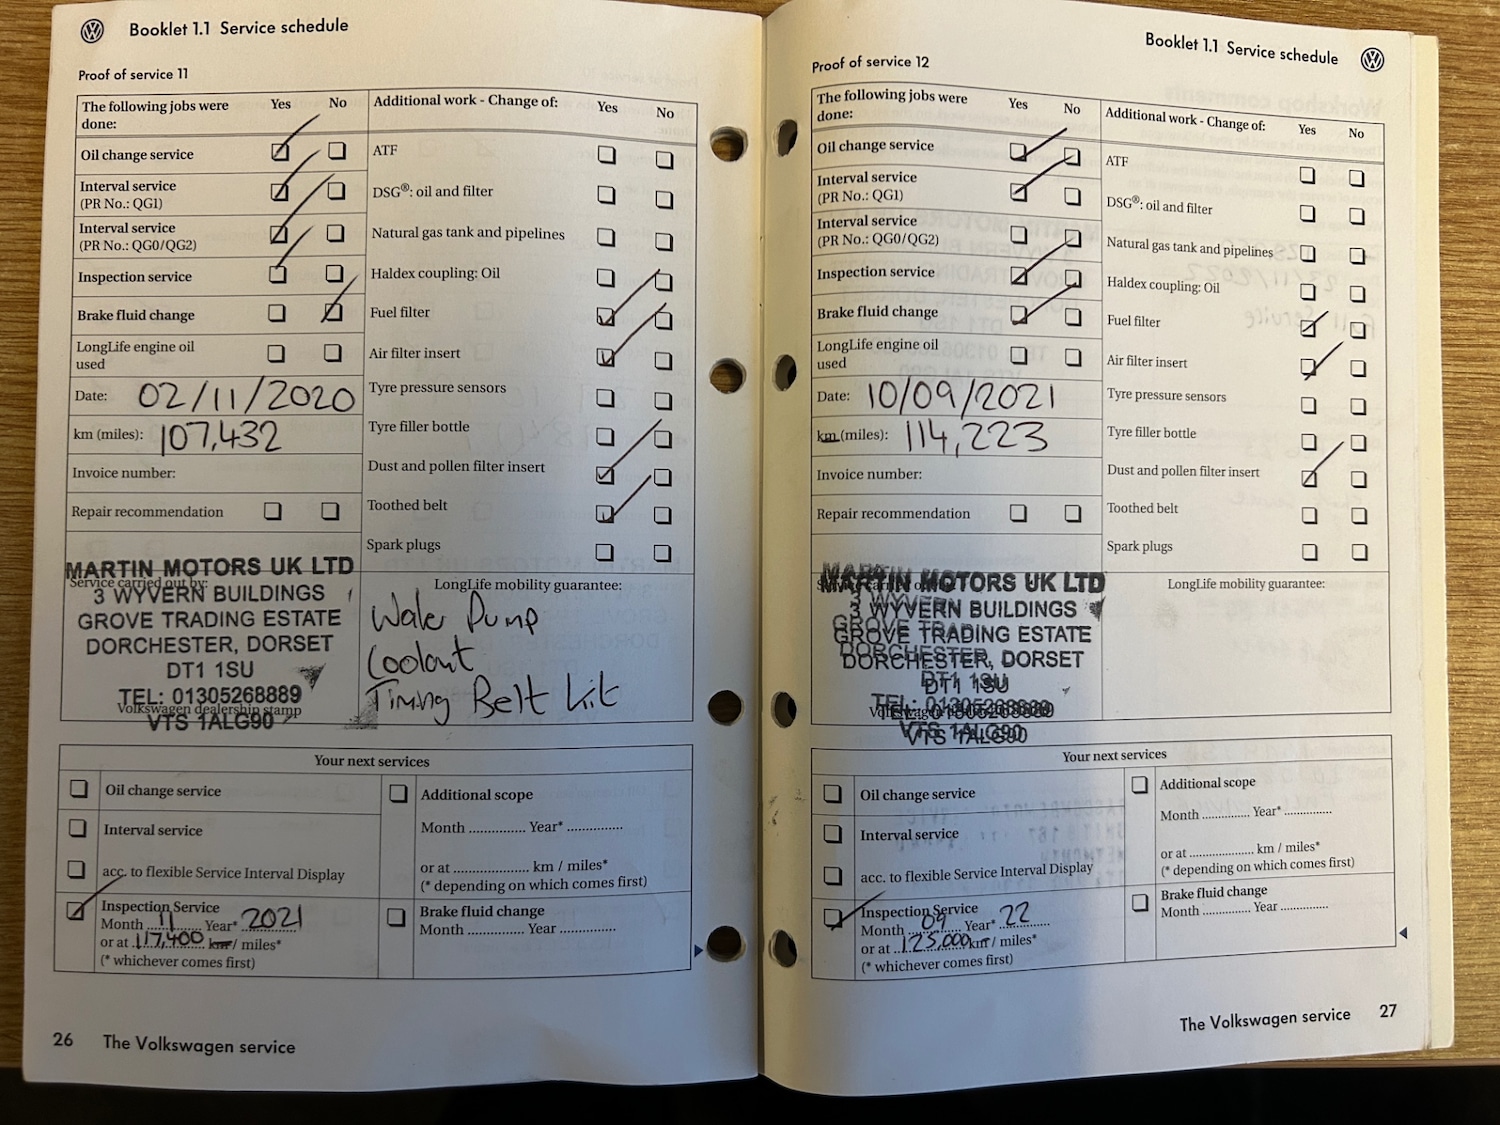 Booklet 1.1 Service schedule
Proof of service 11
The following jobs were done: Yes No
Oil change service
Interval service
(PR No.: QG1)
Interval service
(PR No.: QG0/QG2)
Inspection service
Brake fluid change
LongLife engine oil
used
Date: 02/11/2020
km (miles): 107,432
Invoice number:
Repair recommendation
Additional work - Change of: Yes No
ATF
DSG®: oil and filter
Natural gas tank and pipelines
Haldex coupling: Oil
Fuel filter
Air filter insert
Tyre pressure sensors
Tyre filler bottle
Dust and pollen filter insert
Toothed belt
Spark plugs
MARTIN MOTORS UK LTD
Service carried out by:
3 WYVERN BUILDINGS
GROVE TRADING ESTATE
DORCHESTER, DORSET
DT1 1SU
TEL: 01305268889
Volkswagen dealership stamp
VTS 1ALG90
LongLife mobility guarantee:
Water Pump
Coolant
Timing Belt Kit
Your next services
Oil change service
Interval service
acc. to flexible Service Interval Display
Inspection Service
Month 11 Year* 2021
or at 117,400 km / miles*
(* whichever comes first)
Additional scope
Month Year*
or at km / miles*
(* depending on which comes first)
Brake fluid change
Month Year
26 The Volkswagen service
Booklet 1.1 Service schedule
Proof of service 12
The following jobs were done: Yes No
Oil change service
Interval service
(PR No.: QG1)
Interval service
(PR No.: QG0/QG2)
Inspection service
Brake fluid change
LongLife engine oil
used
Date: 10/09/2021
km (miles): 114,223
Invoice number:
Repair recommendation
Additional work - Change of: Yes No
ATF
DSG®: oil and filter
Natural gas tank and pipelines
Haldex coupling: Oil
Fuel filter
Air filter insert
Tyre pressure sensors
Tyre filler bottle
Dust and pollen filter insert
Toothed belt
Spark plugs
MARTIN MOTORS UK LTD
3 WYVERN BUILDINGS
GROVE TRADING ESTATE
DORCHESTER, DORSET
DT1 1SU
TEL: 01305268889
VTS 1ALG90
LongLife mobility guarantee:
Your next services
Oil change service
Interval service
acc. to flexible Service Interval Display
Inspection Service
Month 09 Year* 22
or at 125,000 km / miles*
(* whichever comes first)
Additional scope
Month Year*
or at km / miles*
(* depending on which comes first)
Brake fluid change
Month Year
The Volkswagen service 27